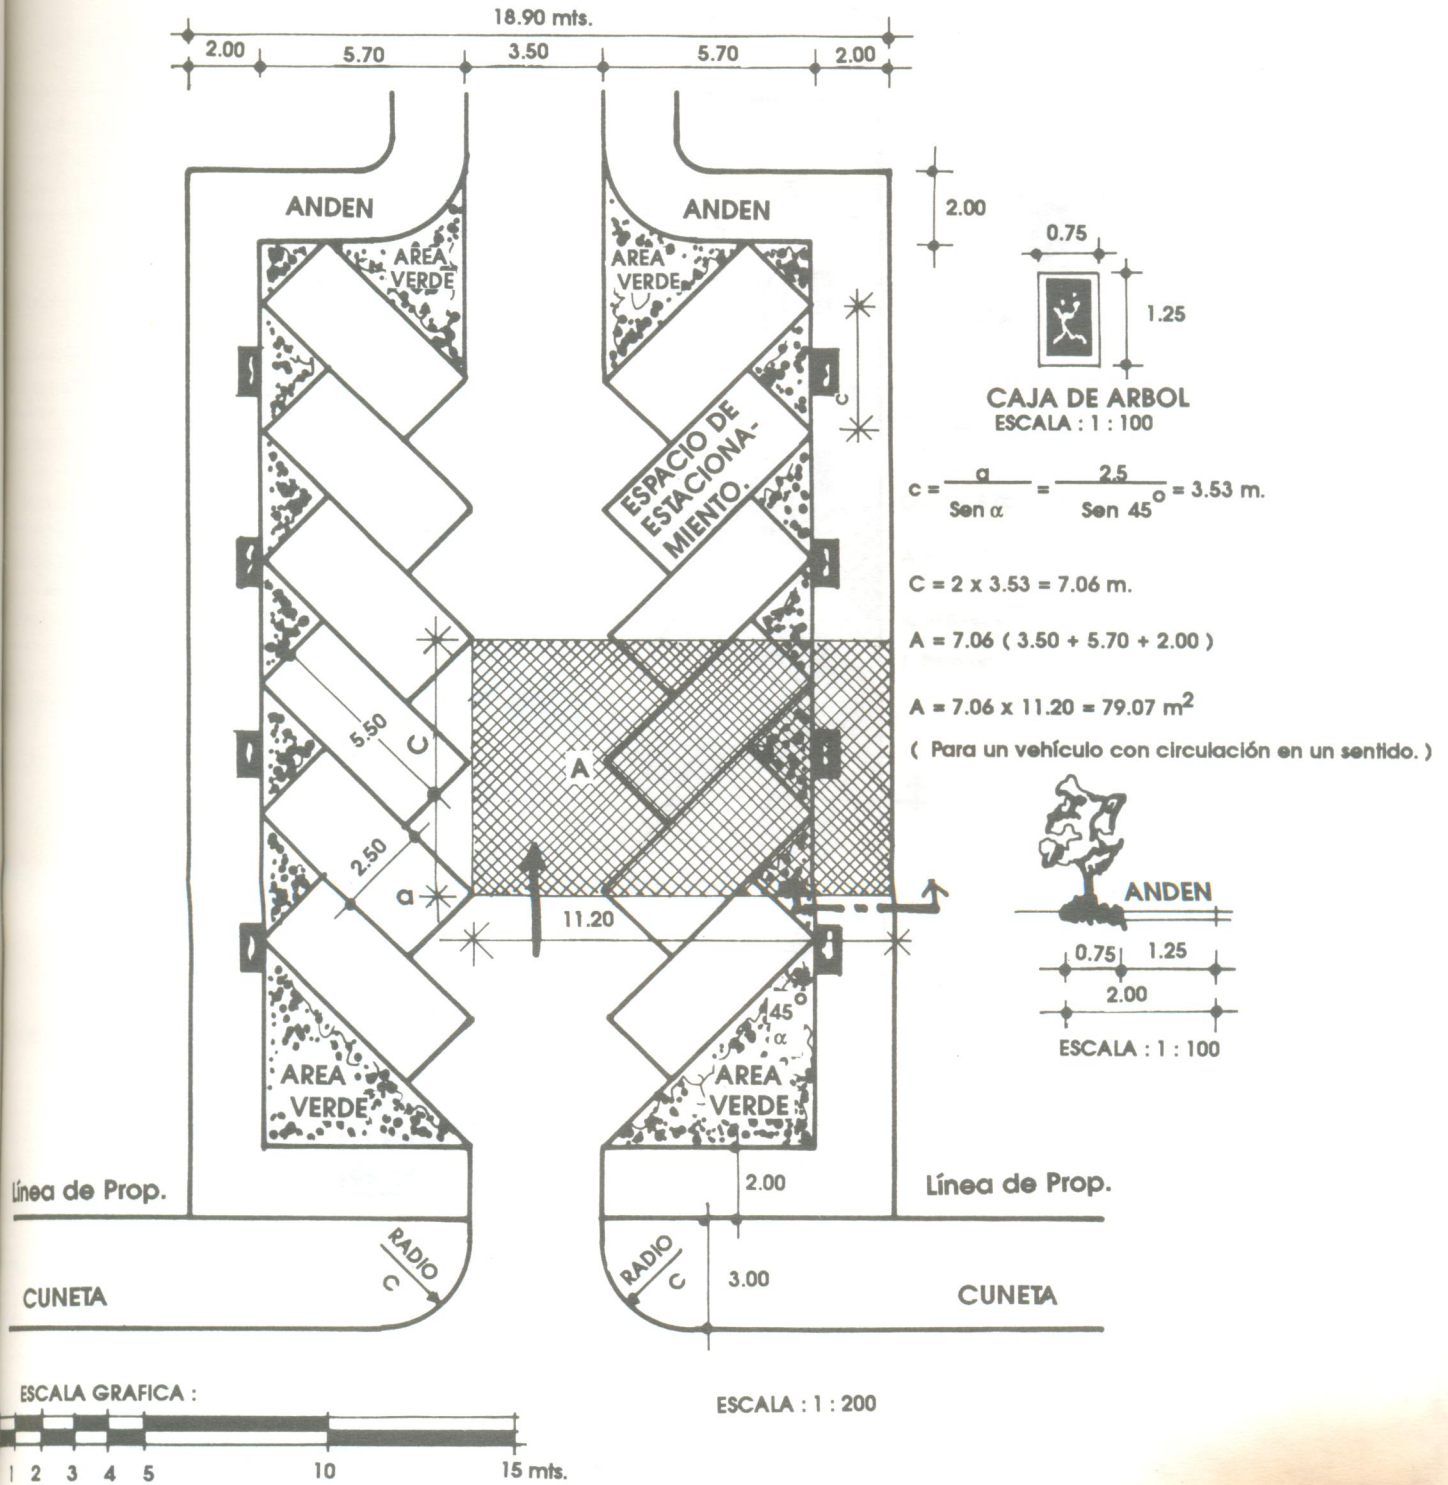 18.90 mts.
2.00 5.70 3.50 5.70 2.00
ANDEN
ANDEN
2.00
AREA
VERDE
AREA
VERDE
0.75
1.25
c
CAJA DE ARBOL
ESCALA : 1 : 100
ESPACIO DE
ESTACIONA-
MIENTO.
c = a / Sen α = 2.5 / Sen 45° = 3.53 m.
C = 2 x 3.53 = 7.06 m.
A = 7.06 ( 3.50 + 5.70 + 2.00 )
A = 7.06 x 11.20 = 79.07 m²
( Para un vehículo con circulación en un sentido. )
5.50
C
A
2.50
a
11.20
ANDEN
0.75 1.25
2.00
ESCALA : 1 : 100
45°
α
AREA
VERDE
AREA
VERDE
2.00
Línea de Prop.
Línea de Prop.
RADIO
C
RADIO
C
3.00
CUNETA
CUNETA
ESCALA GRAFICA :
ESCALA : 1 : 200
1 2 3 4 5 10 15 mts.